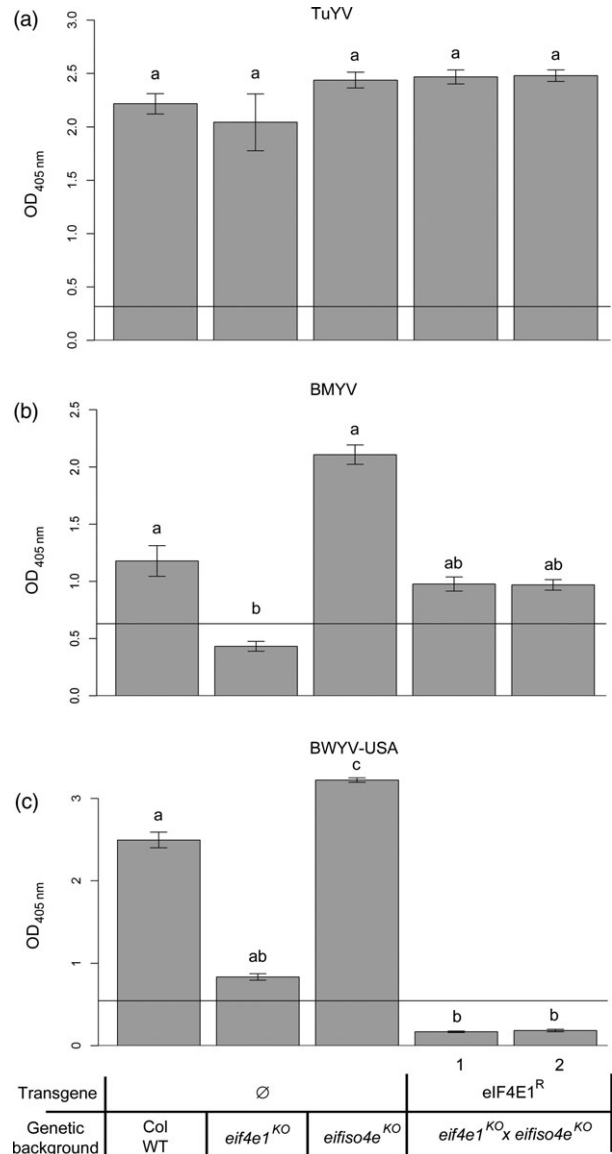 (a)
TuYV
a a a a a
OD405 nm
3.0
2.5
2.0
1.5
1.0
0.5
0.0
(b)
BMYV
a b a ab ab
OD405 nm
2.5
2.0
1.5
1.0
0.5
0.0
(c)
BWYV-USA
c
a ab b b
OD405 nm
3
2
1
0
1 2
Transgene ∅ eIF4E1R
Genetic background Col WT eif4e1KO eifiso4eKO eif4e1KO x eifiso4eKO